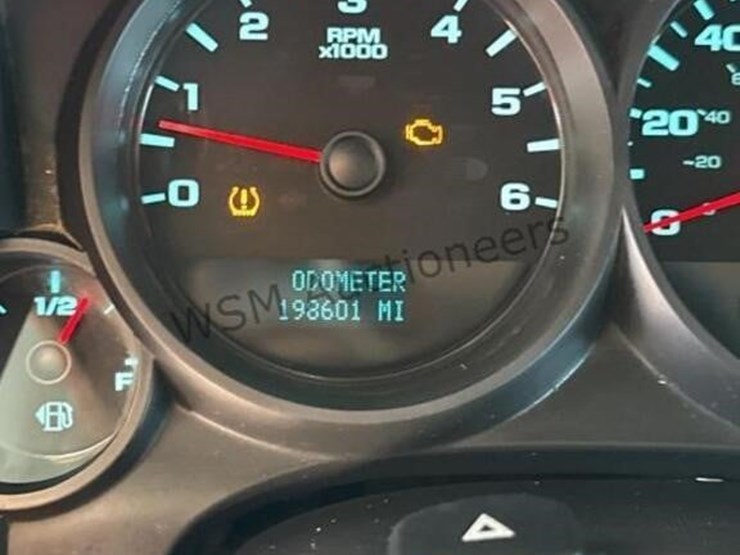 2
3
4
RPM
x1000
1
5
0
6
ODOMETER
198601 MI
WSM Auctioneers
1/2
F
40
20
40
20
0